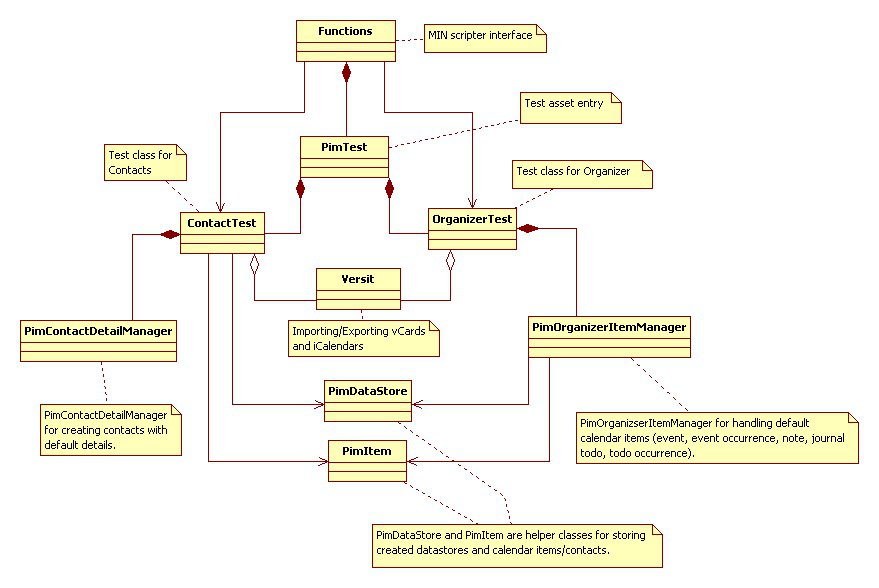 Functions
MIN scripter interface
Test asset entry
PimTest
Test class for
Contacts
Test class for Organizer
ContactTest
OrganizerTest
Versit
PimContactDetailManager
PimOrganizerItemManager
Importing/Exporting vCards
and iCalendars
PimDataStore
PimContactDetailManager
for creating contacts with
default details.
PimOrganizserItemManager for handling default
calendar items (event, event occurrence, note, journal
todo, todo occurrence).
PimItem
PimDataStore and PimItem are helper classes for storing
created datastores and calendar items/contacts.